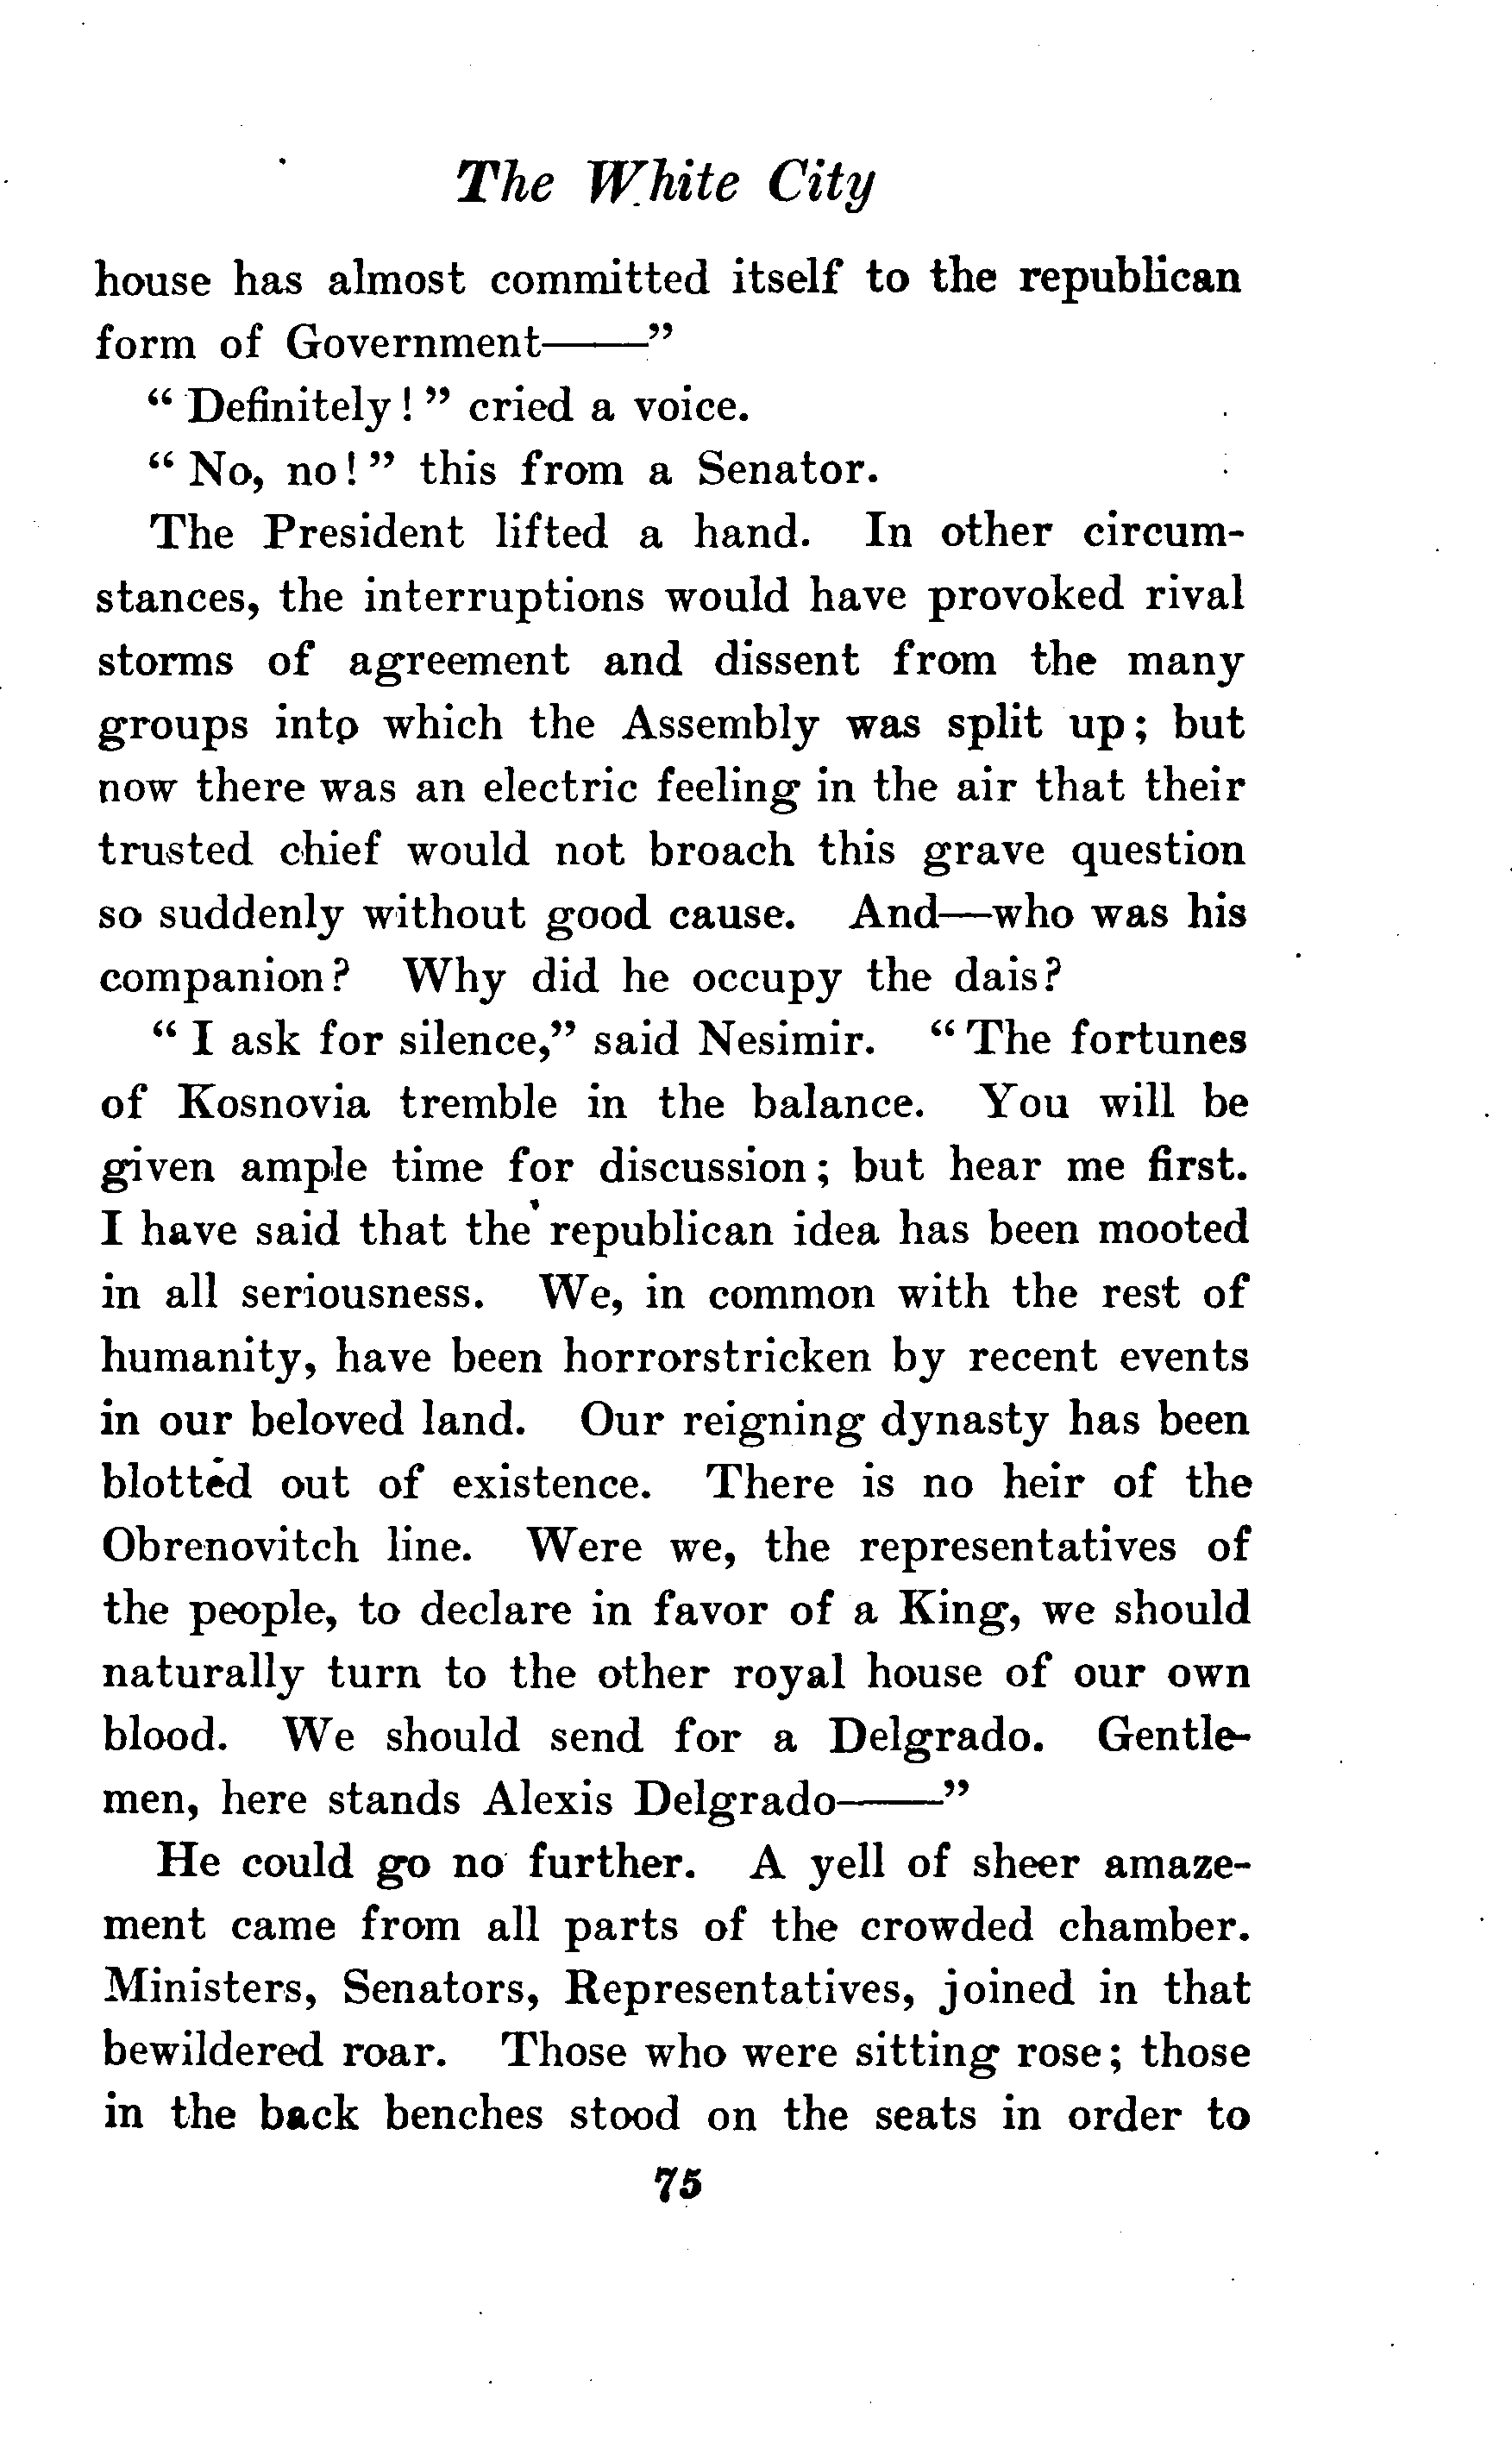 The White City
house has almost committed itself to the republican
form of Government——"
"Definitely!" cried a voice.
"No, no!" this from a Senator.
The President lifted a hand. In other circum-
stances, the interruptions would have provoked rival
storms of agreement and dissent from the many
groups into which the Assembly was split up; but
now there was an electric feeling in the air that their
trusted chief would not broach this grave question
so suddenly without good cause. And—who was his
companion? Why did he occupy the dais?
"I ask for silence," said Nesimir. "The fortunes
of Kosnovia tremble in the balance. You will be
given ample time for discussion; but hear me first.
I have said that the republican idea has been mooted
in all seriousness. We, in common with the rest of
humanity, have been horrorstricken by recent events
in our beloved land. Our reigning dynasty has been
blotted out of existence. There is no heir of the
Obrenovitch line. Were we, the representatives of
the people, to declare in favor of a King, we should
naturally turn to the other royal house of our own
blood. We should send for a Delgrado. Gentle-
men, here stands Alexis Delgrado——"
He could go no further. A yell of sheer amaze-
ment came from all parts of the crowded chamber.
Ministers, Senators, Representatives, joined in that
bewildered roar. Those who were sitting rose; those
in the back benches stood on the seats in order to
75